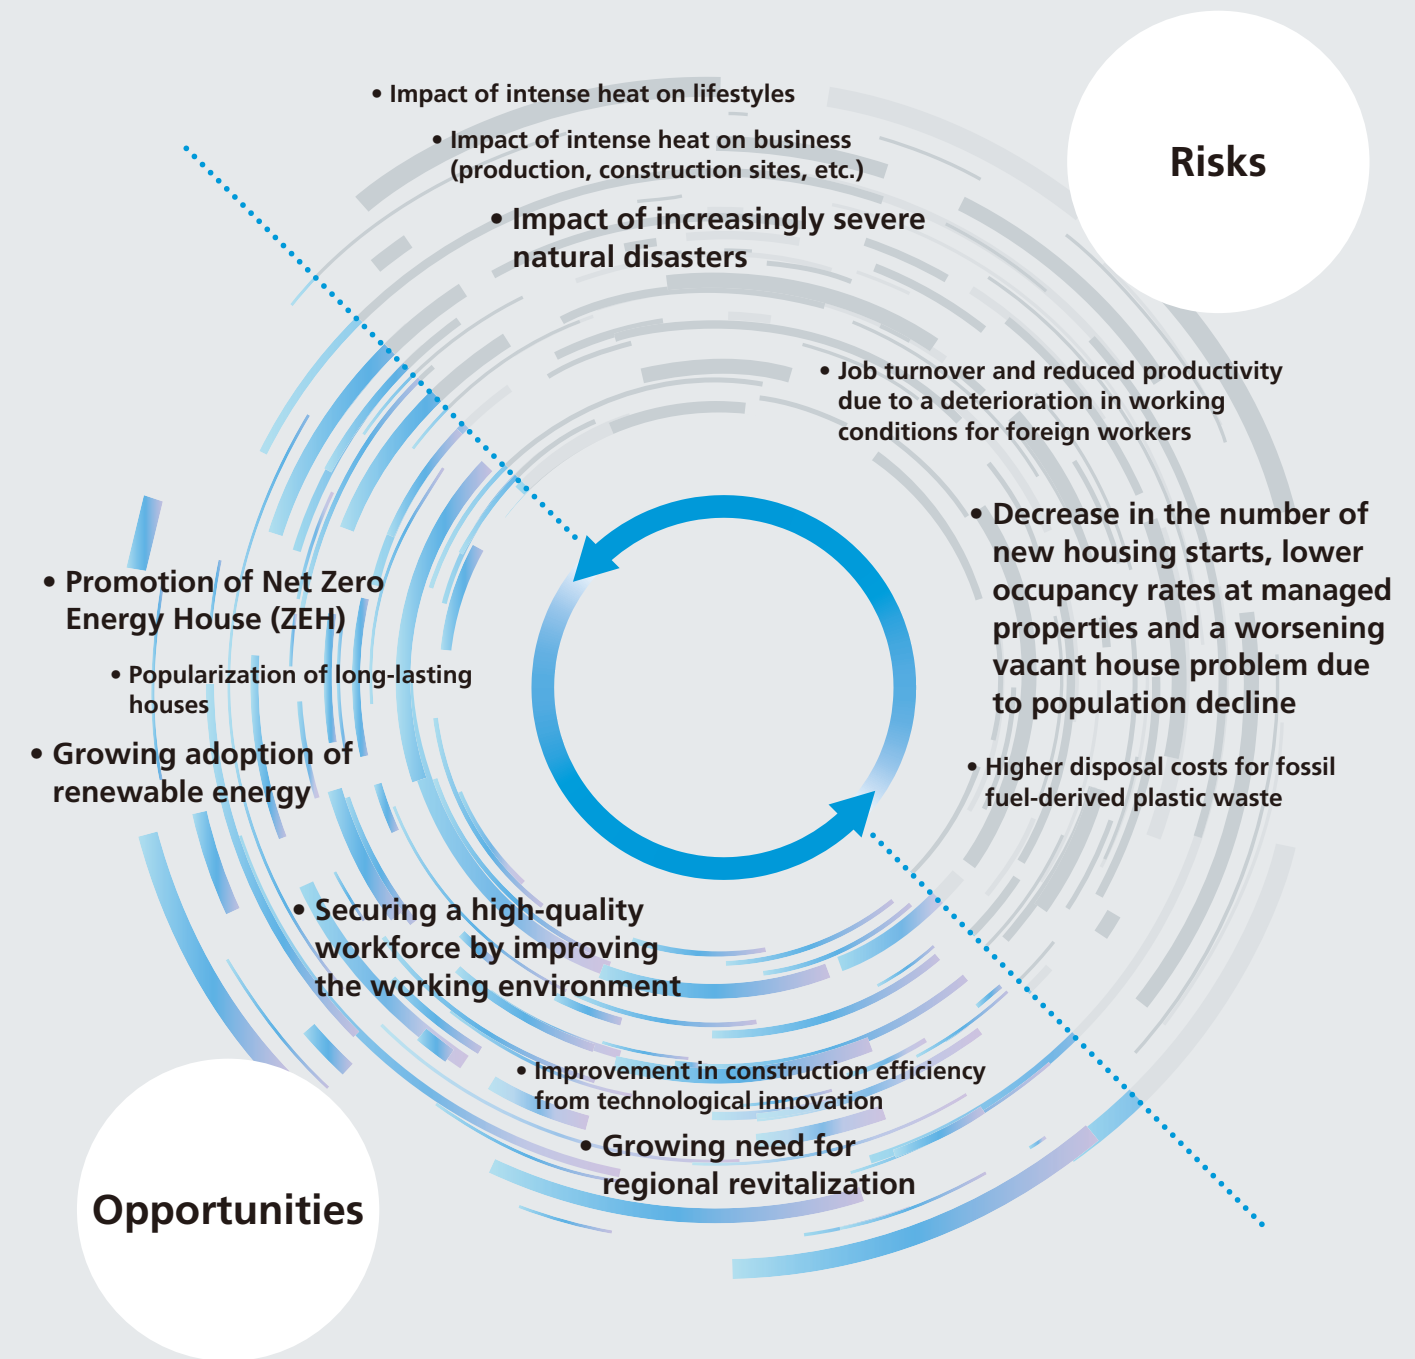 Risks
• Impact of intense heat on lifestyles
• Impact of intense heat on business
(production, construction sites, etc.)
• Impact of increasingly severe
natural disasters
• Job turnover and reduced productivity
due to a deterioration in working
conditions for foreign workers
• Decrease in the number of
new housing starts, lower
occupancy rates at managed
properties and a worsening
vacant house problem due
to population decline
• Higher disposal costs for fossil
fuel-derived plastic waste
• Promotion of Net Zero
Energy House (ZEH)
• Popularization of long-lasting
houses
• Growing adoption of
renewable energy
• Securing a high-quality
workforce by improving
the working environment
• Improvement in construction efficiency
from technological innovation
• Growing need for
regional revitalization
Opportunities